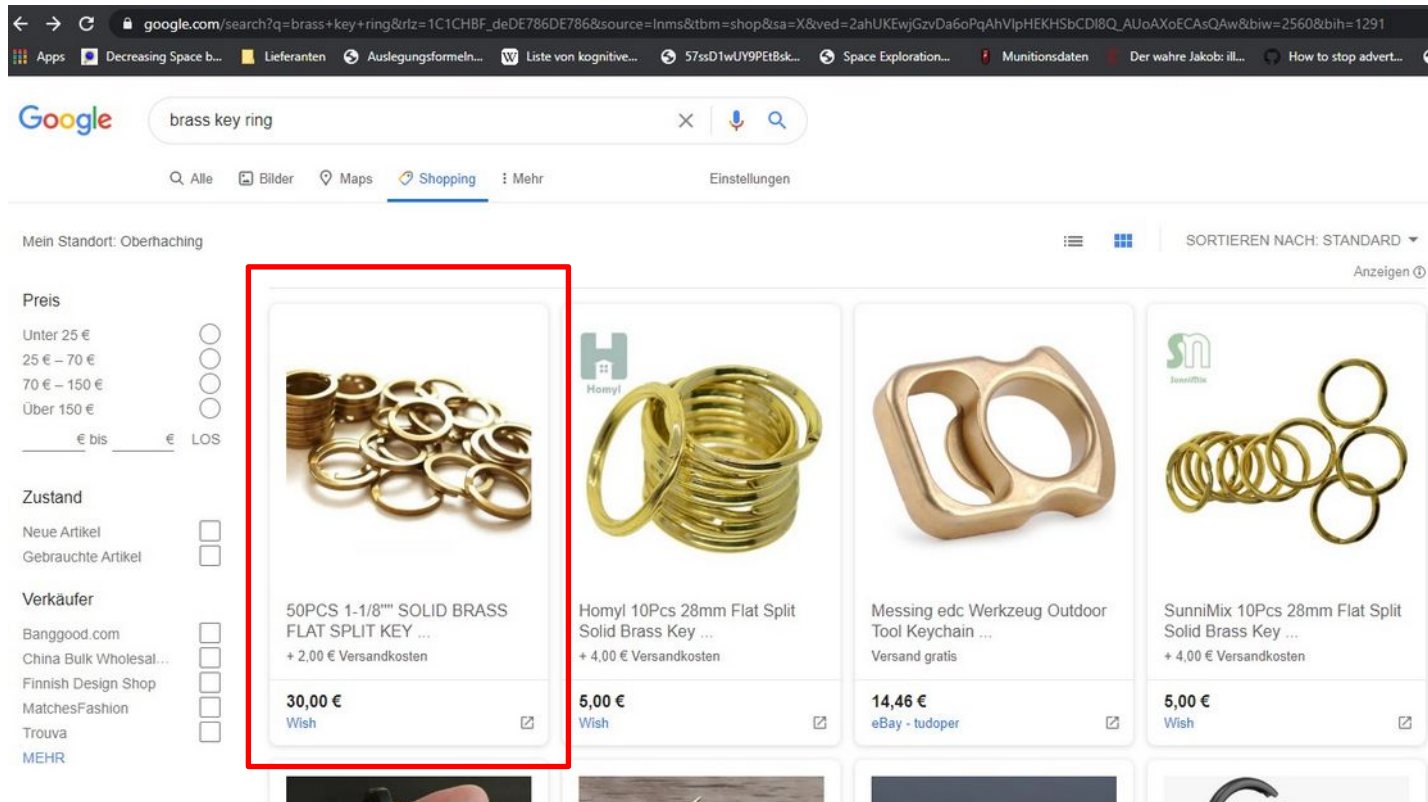 google.com/search?q=brass+key+ring&rlz=1C1CHBF_deDE786DE786&source=lnms&tbm=shop&sa=X&ved=2ahUKEwjGzvDa6oPqAhVIpHEKHSbCDI8Q_AUoAXoECAsQAw&biw=2560&bih=1291
Apps Decreasing Space b... Lieferanten Auslegungsformeln... Liste von kognitive... 57ssD1wUY9PEtBsk... Space Exploration... Munitionsdaten Der wahre Jakob: ill... How to stop advert...
Google brass key ring
Alle Bilder Maps Shopping Mehr Einstellungen
Mein Standort: Oberhaching
SORTIEREN NACH: STANDARD
Anzeigen
Preis
Unter 25 €
25 € – 70 €
70 € – 150 €
Über 150 €
€ bis € LOS
Zustand
Neue Artikel
Gebrauchte Artikel
Verkäufer
Banggood.com
China Bulk Wholesal...
Finnish Design Shop
MatchesFashion
Trouva
MEHR
50PCS 1-1/8"" SOLID BRASS
FLAT SPLIT KEY ...
+ 2,00 € Versandkosten
30,00 €
Wish
Homyl
Homyl 10Pcs 28mm Flat Split
Solid Brass Key ...
+ 4,00 € Versandkosten
5,00 €
Wish
Messing edc Werkzeug Outdoor
Tool Keychain ...
Versand gratis
14,46 €
eBay - tudoper
sn
SunniMix 10Pcs 28mm Flat Split
Solid Brass Key ...
+ 4,00 € Versandkosten
5,00 €
Wish